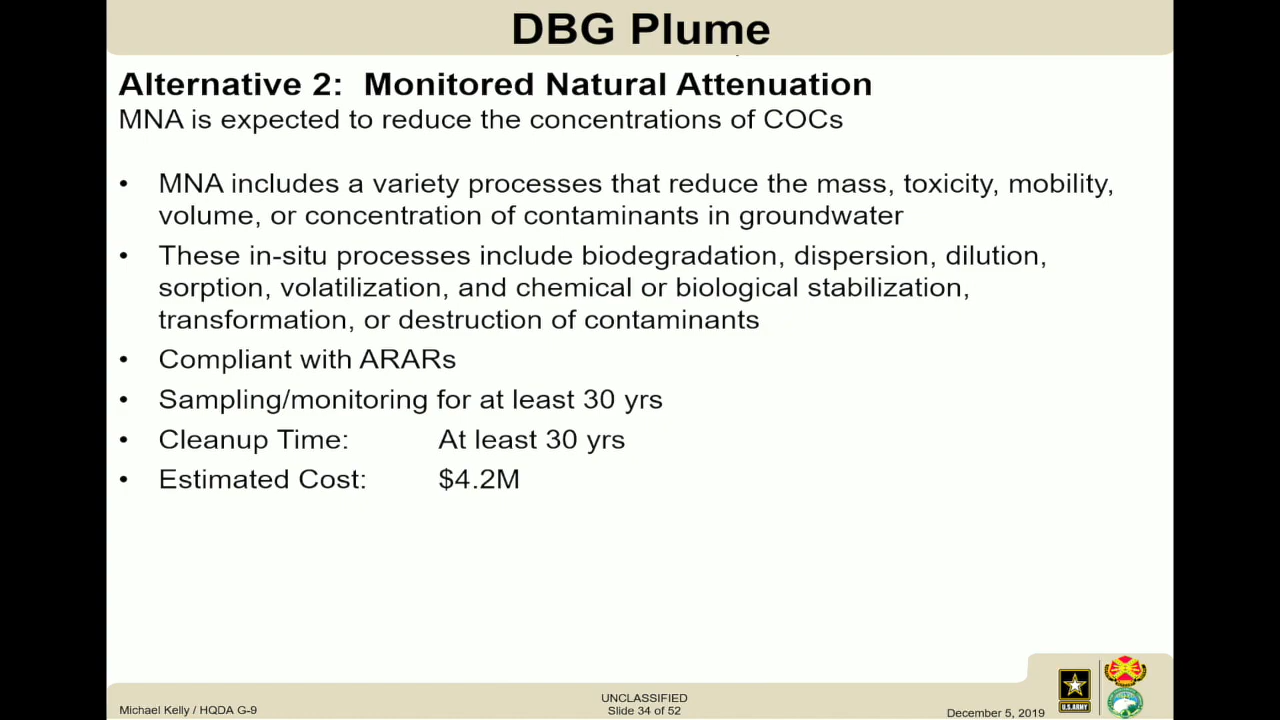 DBG Plume
Alternative 2: Monitored Natural Attenuation
MNA is expected to reduce the concentrations of COCs
• MNA includes a variety processes that reduce the mass, toxicity, mobility,
volume, or concentration of contaminants in groundwater
• These in-situ processes include biodegradation, dispersion, dilution,
sorption, volatilization, and chemical or biological stabilization,
transformation, or destruction of contaminants
• Compliant with ARARs
• Sampling/monitoring for at least 30 yrs
• Cleanup Time: At least 30 yrs
• Estimated Cost: $4.2M
Michael Kelly / HQDA G-9
UNCLASSIFIED
Slide 34 of 52
December 5, 2019
U.S. ARMY